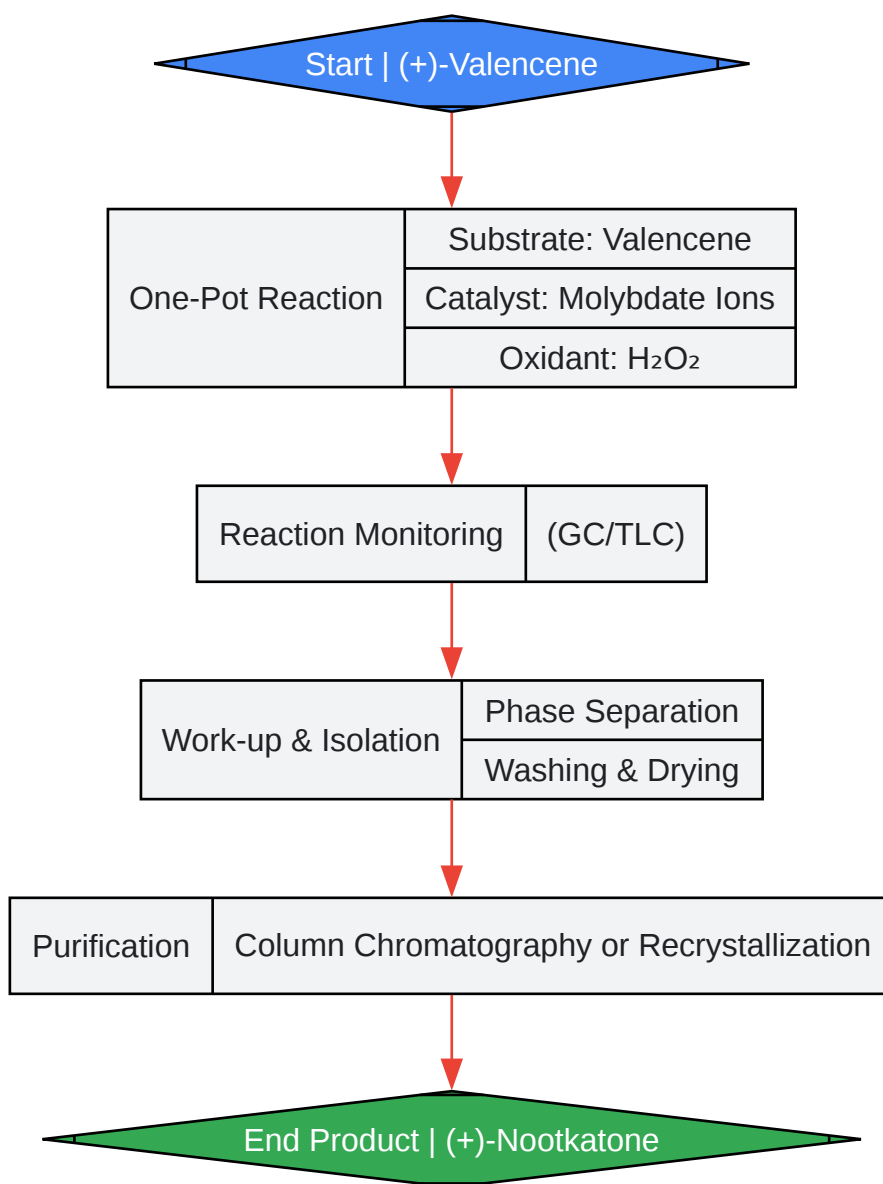 Start | (+)-Valencene
One-Pot Reaction
Substrate: Valencene
Catalyst: Molybdate Ions
Oxidant: H₂O₂
Reaction Monitoring
(GC/TLC)
Work-up & Isolation
Phase Separation
Washing & Drying
Purification
Column Chromatography or Recrystallization
End Product | (+)-Nootkatone